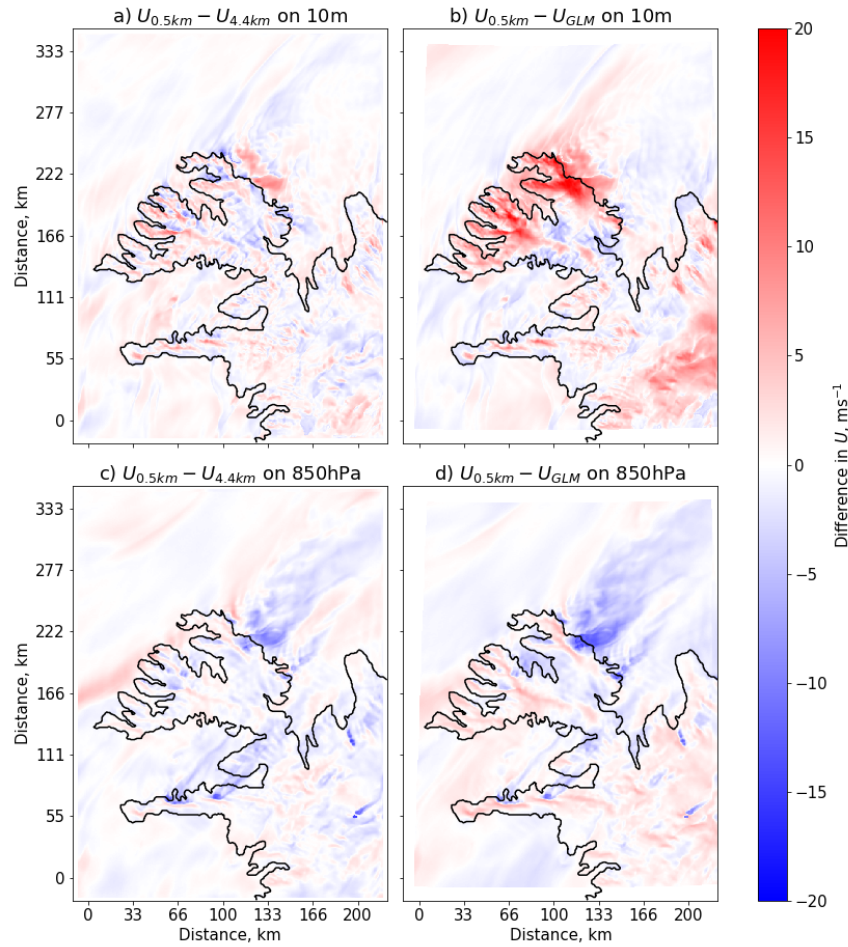 a) U0.5km − U4.4km on 10m
b) U0.5km − UGLM on 10m
333
277
222
166
111
55
0
Distance, km
c) U0.5km − U4.4km on 850hPa
d) U0.5km − UGLM on 850hPa
333
277
222
166
111
55
0
Distance, km
0 33 66 100 133 166 200
Distance, km
0 33 66 100 133 166 200
Distance, km
20
15
10
5
0
−5
−10
−15
−20
Difference in U, ms⁻¹